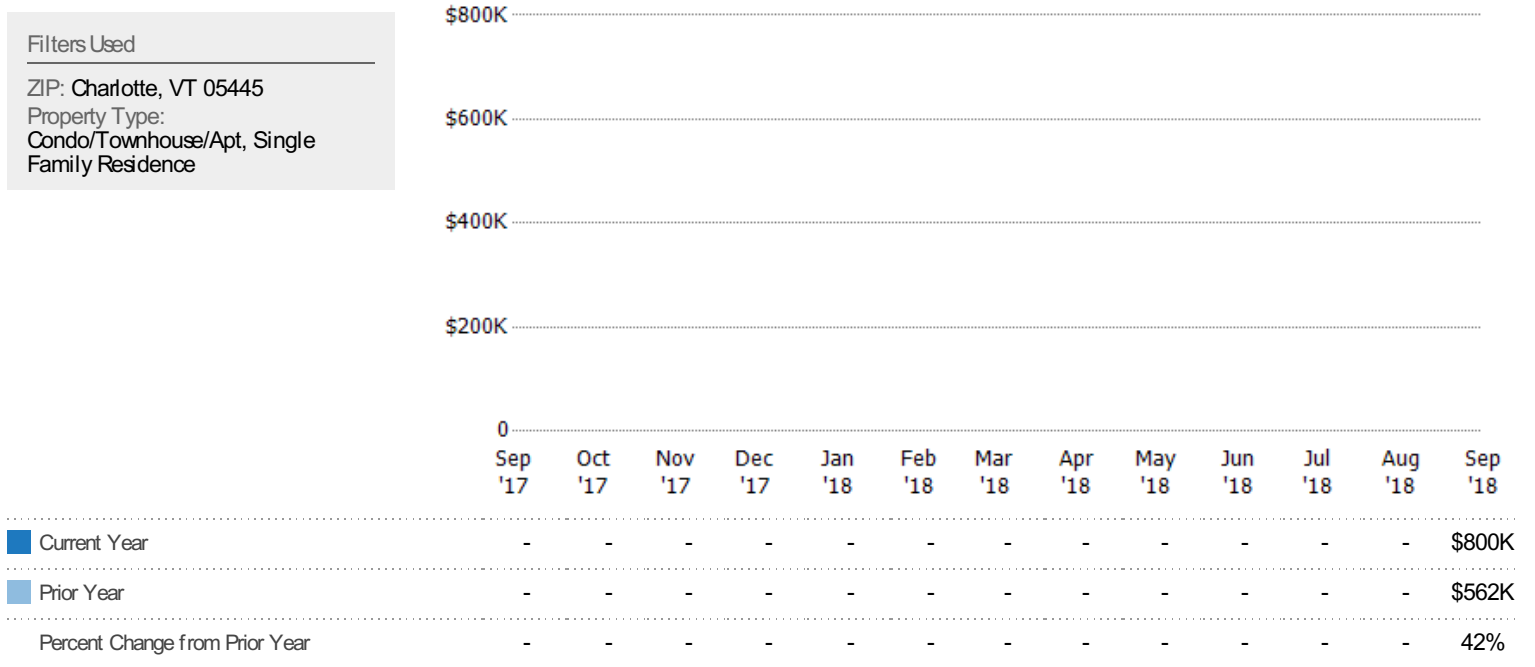 Filters Used
ZIP: Charlotte, VT 05445
Property Type:
Condo/Townhouse/Apt, Single
Family Residence
$800K
$600K
$400K
$200K
0
Sep Oct Nov Dec Jan Feb Mar Apr May Jun Jul Aug Sep
'17 '17 '17 '17 '18 '18 '18 '18 '18 '18 '18 '18 '18
Current Year - - - - - - - - - - - - $800K
Prior Year - - - - - - - - - - - - $562K
Percent Change from Prior Year - - - - - - - - - - - - 42%